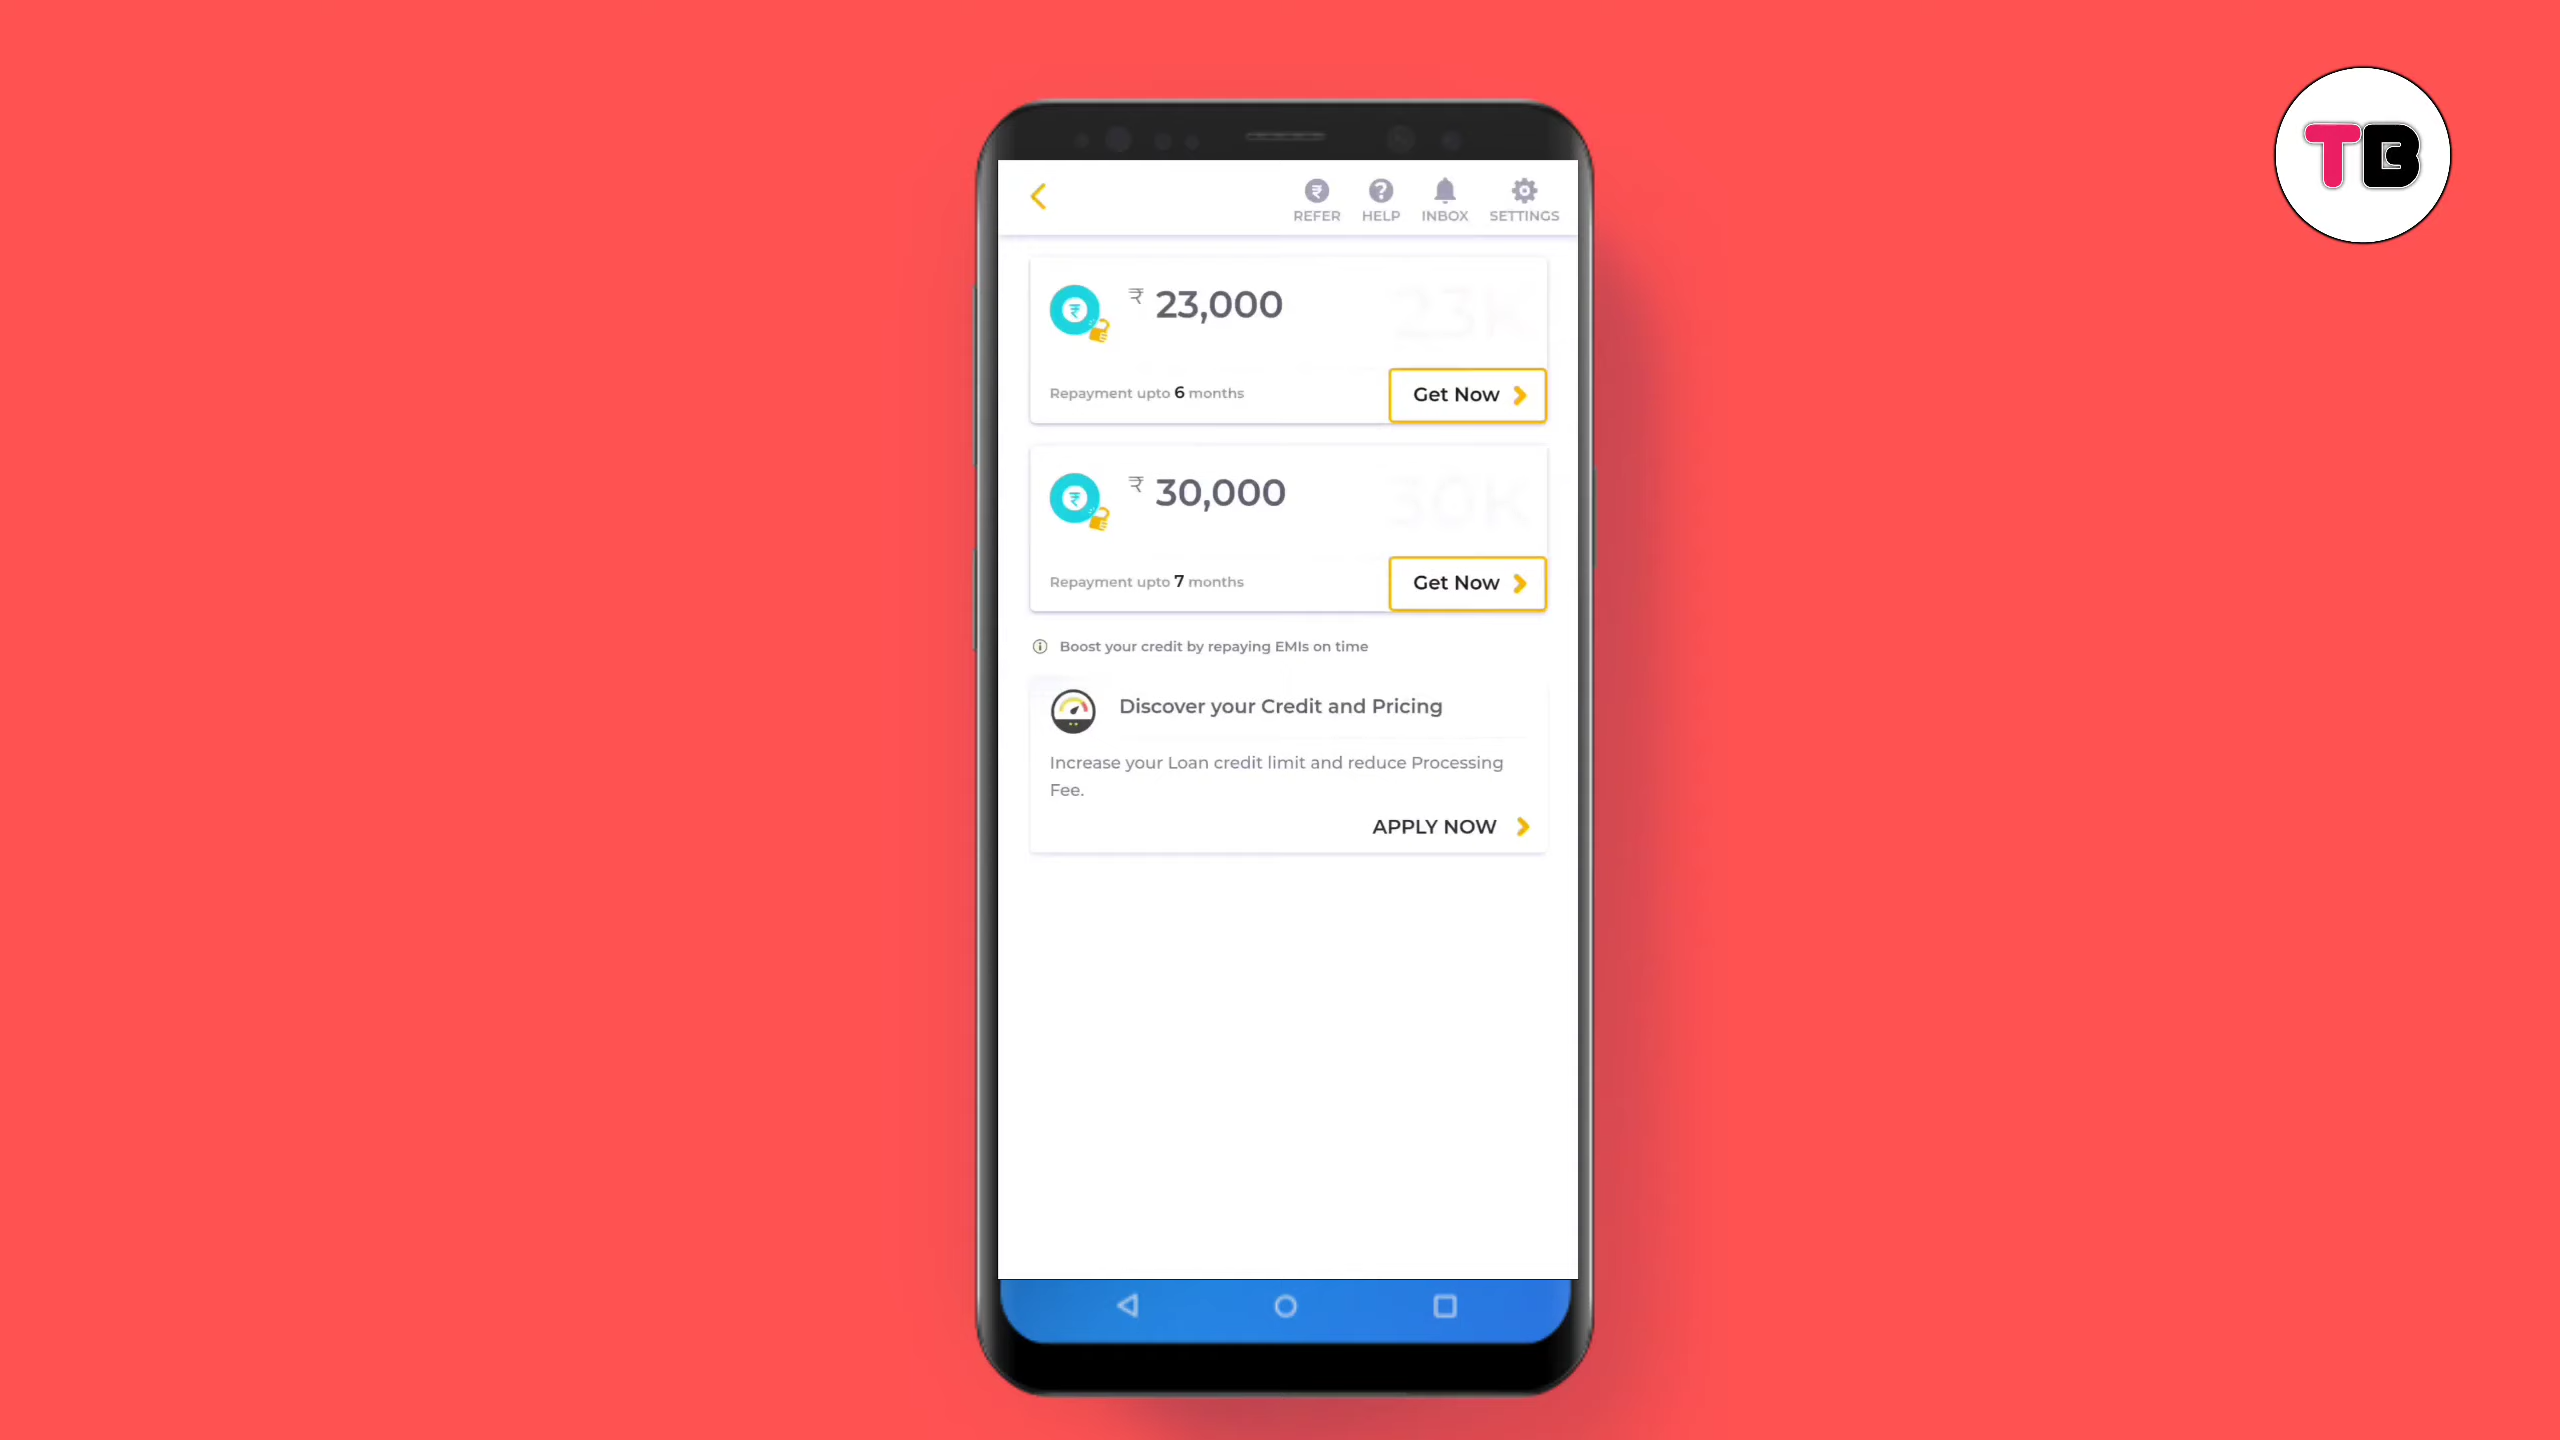 TB
REFER HELP INBOX SETTINGS
₹ 23,000
23K
Repayment upto 6 months
Get Now
₹ 30,000
30K
Repayment upto 7 months
Get Now
Boost your credit by repaying EMIs on time
Discover your Credit and Pricing
Increase your Loan credit limit and reduce Processing
Fee.
APPLY NOW